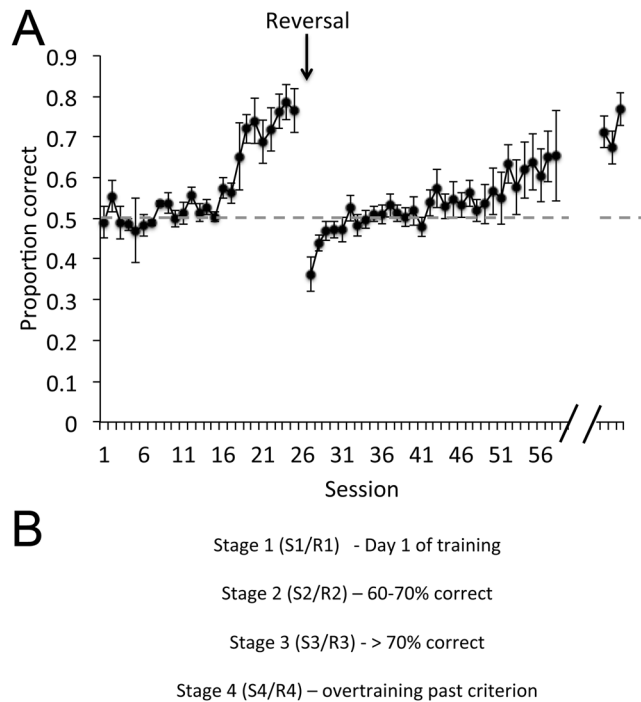 A
Reversal
0.9
0.8
0.7
0.6
0.5
0.4
0.3
0.2
0.1
0
Proportion correct
1 6 11 16 21 26 31 36 41 46 51 56
Session
B
Stage 1 (S1/R1) - Day 1 of training
Stage 2 (S2/R2) – 60-70% correct
Stage 3 (S3/R3) - > 70% correct
Stage 4 (S4/R4) – overtraining past criterion